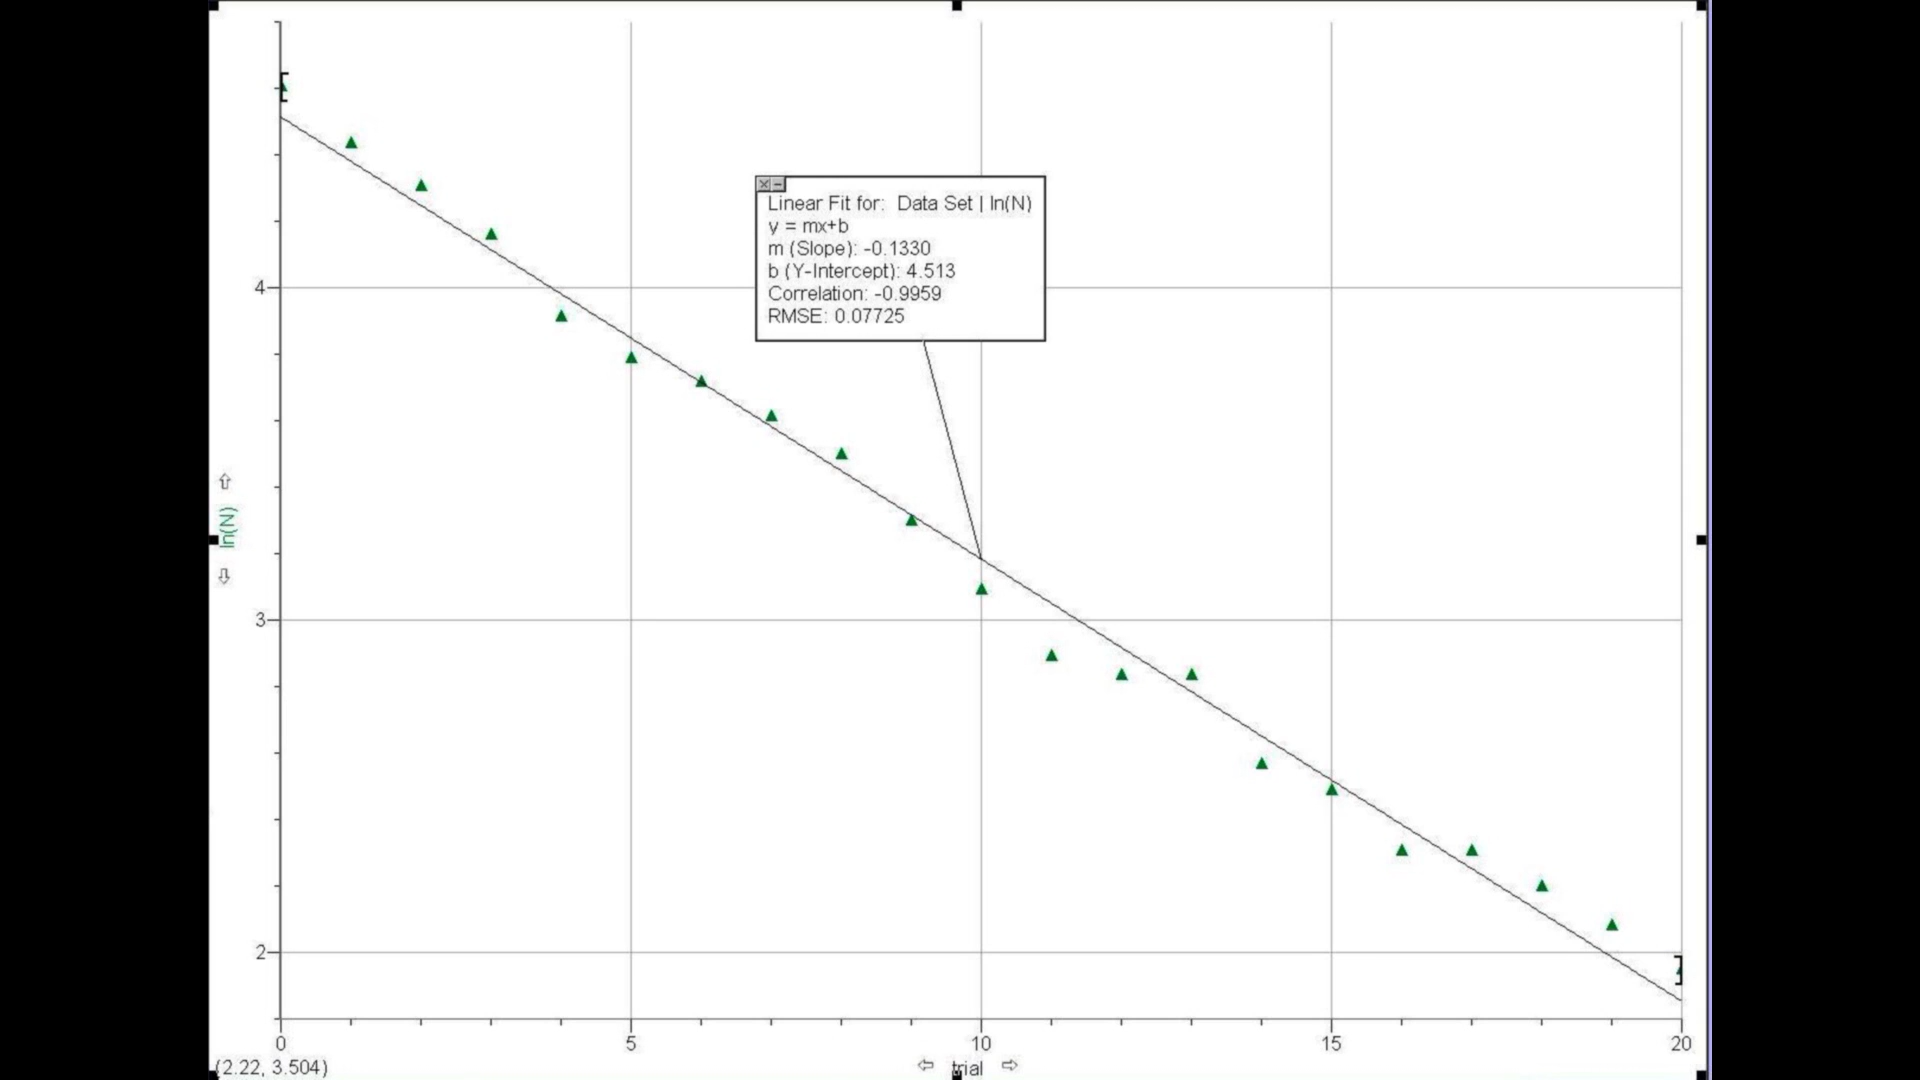 Linear Fit for: Data Set | ln(N)
y = mx+b
m (Slope): -0.1330
b (Y-Intercept): 4.513
Correlation: -0.9959
RMSE: 0.07725
4
3
2
ln(N)
0 5 10 15 20
(2.22, 3.504)
trial